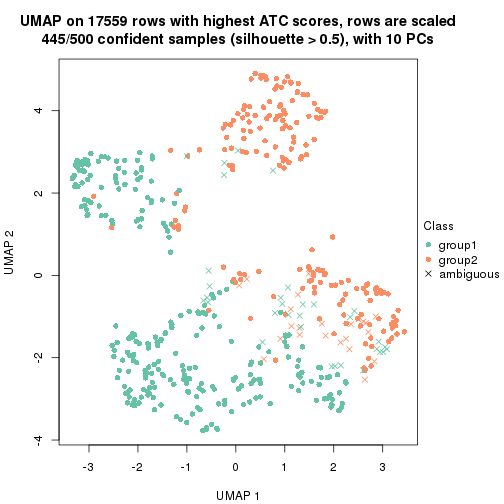 UMAP on 17559 rows with highest ATC scores, rows are scaled
445/500 confident samples (silhouette > 0.5), with 10 PCs
4
2
0
-2
-4
UMAP 2
-3
-2
-1
0
1
2
3
UMAP 1
Class
group1
group2
ambiguous